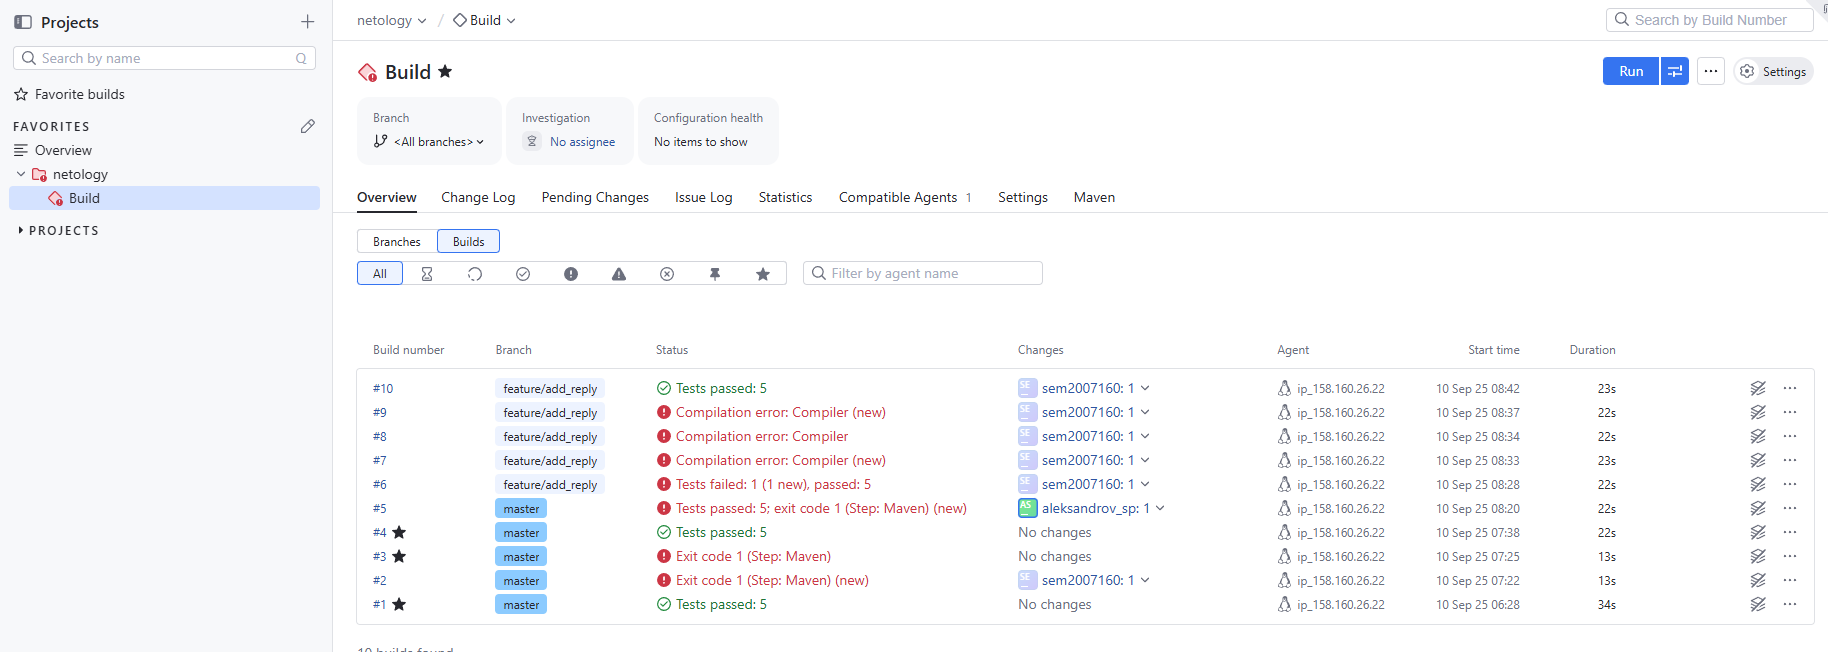 Projects
Search by name
Q
Favorite builds
FAVORITES
Overview
netology
Build
PROJECTS
netology / Build
Search by Build Number
Build
Run
Settings
Branch
<All branches>
Investigation
No assignee
Configuration health
No items to show
Overview Change Log Pending Changes Issue Log Statistics Compatible Agents 1 Settings Maven
Branches Builds
All
Filter by agent name
Build number Branch Status Changes Agent Start time Duration
#10 feature/add_reply Tests passed: 5 SE sem2007160: 1 ip_158.160.26.22 10 Sep 25 08:42 23s
#9 feature/add_reply Compilation error: Compiler (new) SE sem2007160: 1 ip_158.160.26.22 10 Sep 25 08:37 22s
#8 feature/add_reply Compilation error: Compiler SE sem2007160: 1 ip_158.160.26.22 10 Sep 25 08:34 22s
#7 feature/add_reply Compilation error: Compiler (new) SE sem2007160: 1 ip_158.160.26.22 10 Sep 25 08:33 23s
#6 feature/add_reply Tests failed: 1 (1 new), passed: 5 SE sem2007160: 1 ip_158.160.26.22 10 Sep 25 08:28 22s
#5 master Tests passed: 5; exit code 1 (Step: Maven) (new) AS aleksandrov_sp: 1 ip_158.160.26.22 10 Sep 25 08:20 22s
#4 master Tests passed: 5 No changes ip_158.160.26.22 10 Sep 25 07:38 22s
#3 master Exit code 1 (Step: Maven) No changes ip_158.160.26.22 10 Sep 25 07:25 13s
#2 master Exit code 1 (Step: Maven) (new) SE sem2007160: 1 ip_158.160.26.22 10 Sep 25 07:22 13s
#1 master Tests passed: 5 No changes ip_158.160.26.22 10 Sep 25 06:28 34s
10 builds found